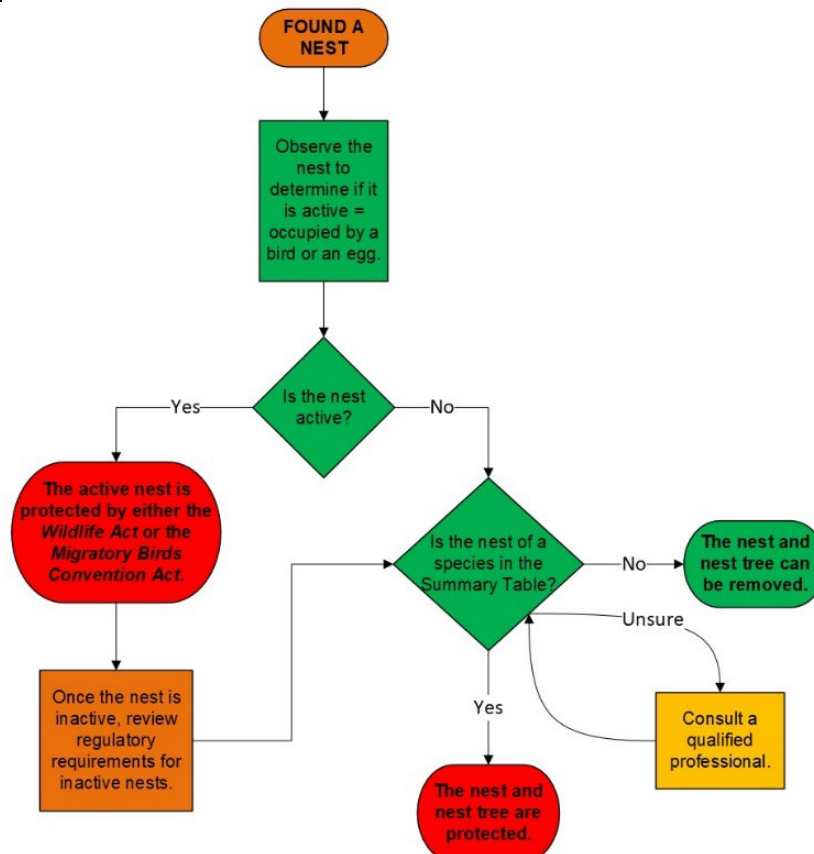 FOUND A
NEST
Observe the
nest to
determine if it
is active =
occupied by a
bird or an egg.
Is the nest
active?
Yes
No
The active nest is
protected by either the
Wildlife Act or the
Migratory Birds
Convention Act.
Is the nest of a
species in the
Summary Table?
No
The nest and
nest tree can
be removed.
Unsure
Once the nest is
inactive, review
regulatory
requirements for
inactive nests.
Yes
Consult a
qualified
professional.
The nest and
nest tree are
protected.